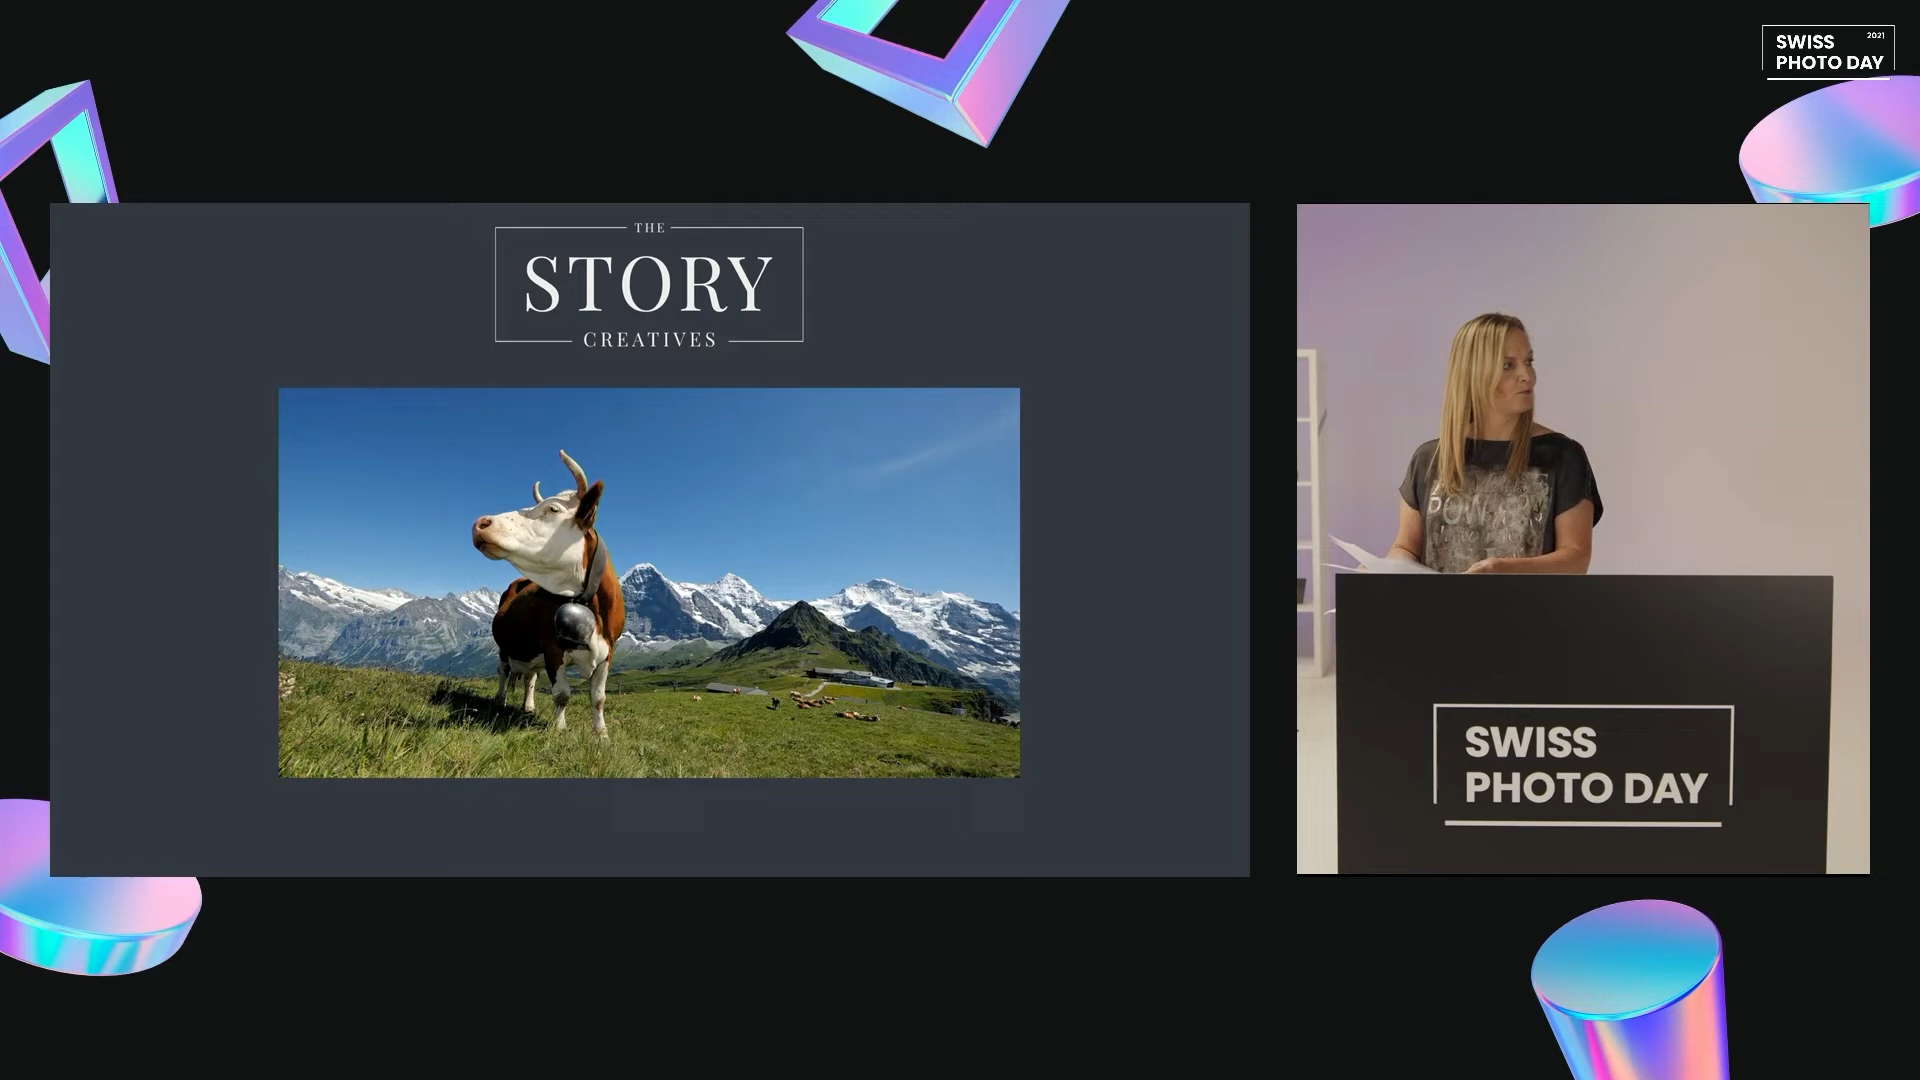 SWISS 2021
PHOTO DAY
THE
STORY
CREATIVES
SWISS
PHOTO DAY